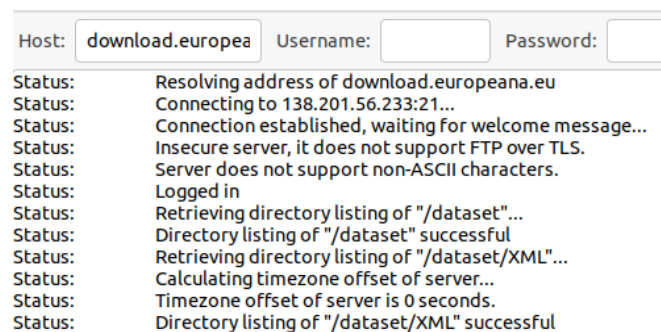 Host: download.europea Username: Password:
Status: Resolving address of download.europeana.eu
Status: Connecting to 138.201.56.233:21...
Status: Connection established, waiting for welcome message...
Status: Insecure server, it does not support FTP over TLS.
Status: Server does not support non-ASCII characters.
Status: Logged in
Status: Retrieving directory listing of "/dataset"...
Status: Directory listing of "/dataset" successful
Status: Retrieving directory listing of "/dataset/XML"...
Status: Calculating timezone offset of server...
Status: Timezone offset of server is 0 seconds.
Status: Directory listing of "/dataset/XML" successful